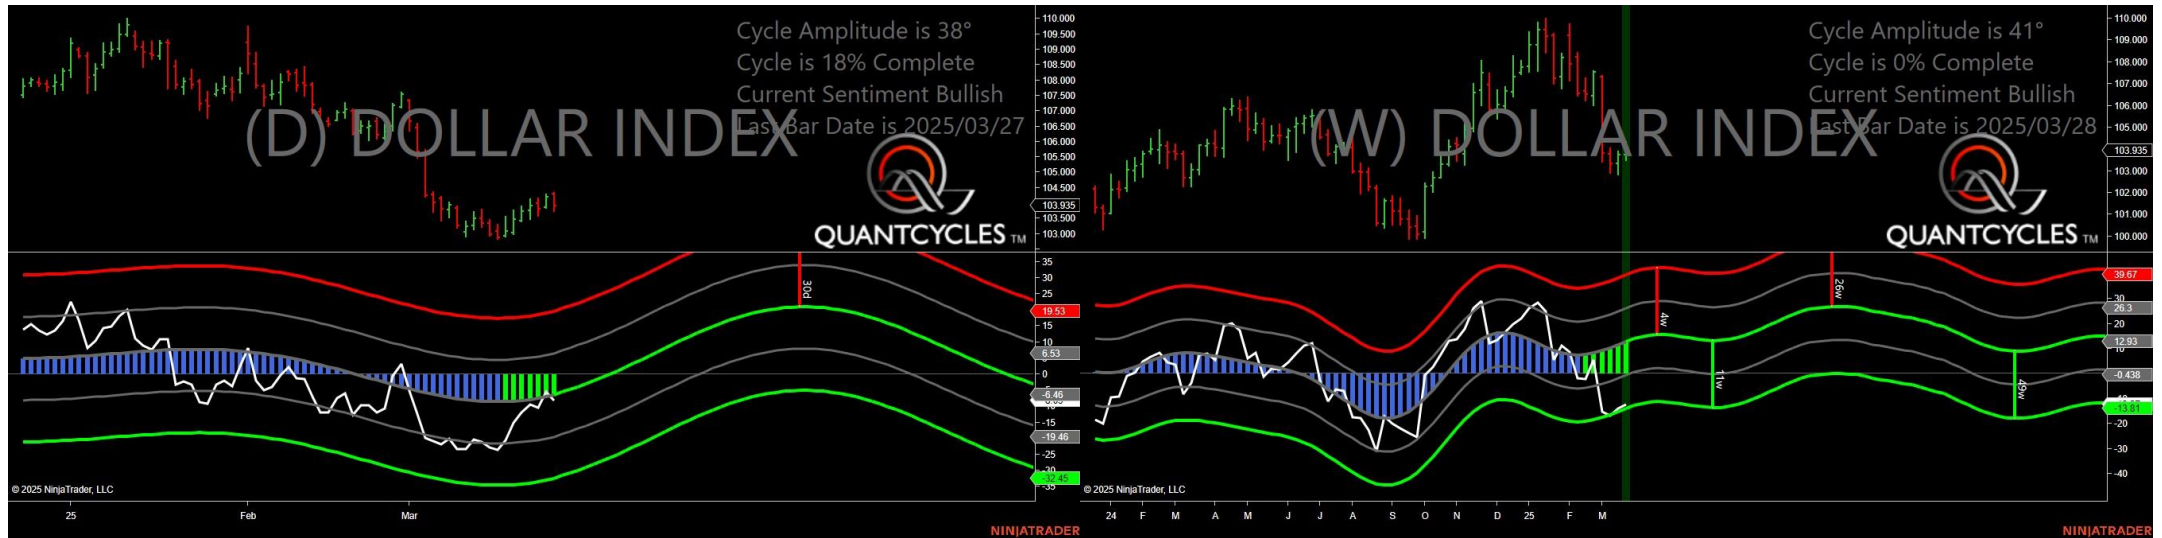 Cycle Amplitude is 38°
Cycle is 18% Complete
Current Sentiment Bullish
Last Bar Date is 2025/03/27
(D) DOLLAR INDEX
QUANTCYCLES TM
110.000
109.500
109.000
108.500
108.000
107.500
107.000
106.500
106.000
105.500
105.000
104.500
103.935
103.500
103.000
30d
35
30
25
19.53
15
10
6.53
0
-6.46
-15
-19.46
-25
-32.45
-35
© 2025 NinjaTrader, LLC
25
Feb
Mar
NINJATRADER
Cycle Amplitude is 41°
Cycle is 0% Complete
Current Sentiment Bullish
Last Bar Date is 2025/03/28
(W) DOLLAR INDEX
QUANTCYCLES TM
110.000
109.000
108.000
107.000
106.000
105.000
103.935
103.000
102.000
101.000
100.000
4w
11w
26w
49w
39.67
30
26.3
20
12.93
10
-0.438
-13.81
-20
-30
-40
© 2025 NinjaTrader, LLC
24
F
M
A
M
J
J
A
S
O
N
D
25
F
M
NINJATRADER